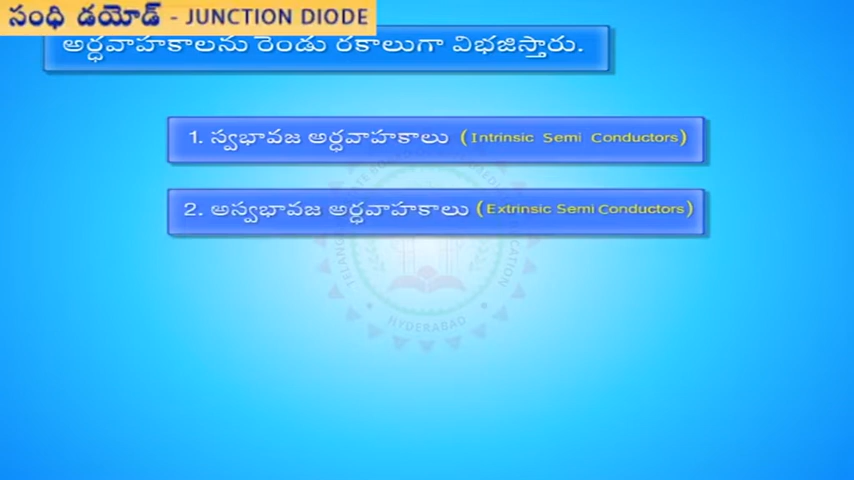 సంధి డయోడ్ - JUNCTION DIODE
అర్ధవాహకాలను రెండు రకాలుగా విభజిస్తారు.
1. స్వభావజ అర్ధవాహకాలు (Intrinsic Semi Conductors)
2. అస్వభావజ అర్ధవాహకాలు (Extrinsic Semi Conductors)
HYDERABAD